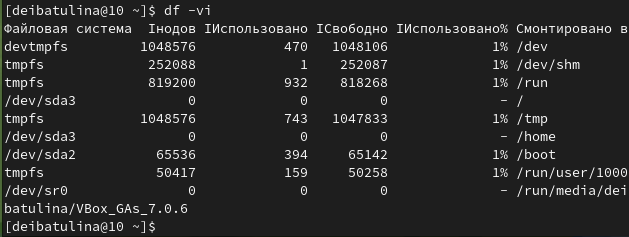 [deibatulina@10 ~]$ df -vi
Файловая система  Iнодов IИспользовано IСвободно IИспользовано% Смонтировано в
devtmpfs         1048576           470   1048106             1% /dev
tmpfs             252088             1    252087             1% /dev/shm
tmpfs             819200           932    818268             1% /run
/dev/sda3              0             0         0              - /
tmpfs            1048576           743   1047833             1% /tmp
/dev/sda3              0             0         0              - /home
/dev/sda2          65536           394     65142             1% /boot
tmpfs              50417           159     50258             1% /run/user/1000
/dev/sr0               0             0         0              - /run/media/dei
batulina/VBox_GAs_7.0.6
[deibatulina@10 ~]$